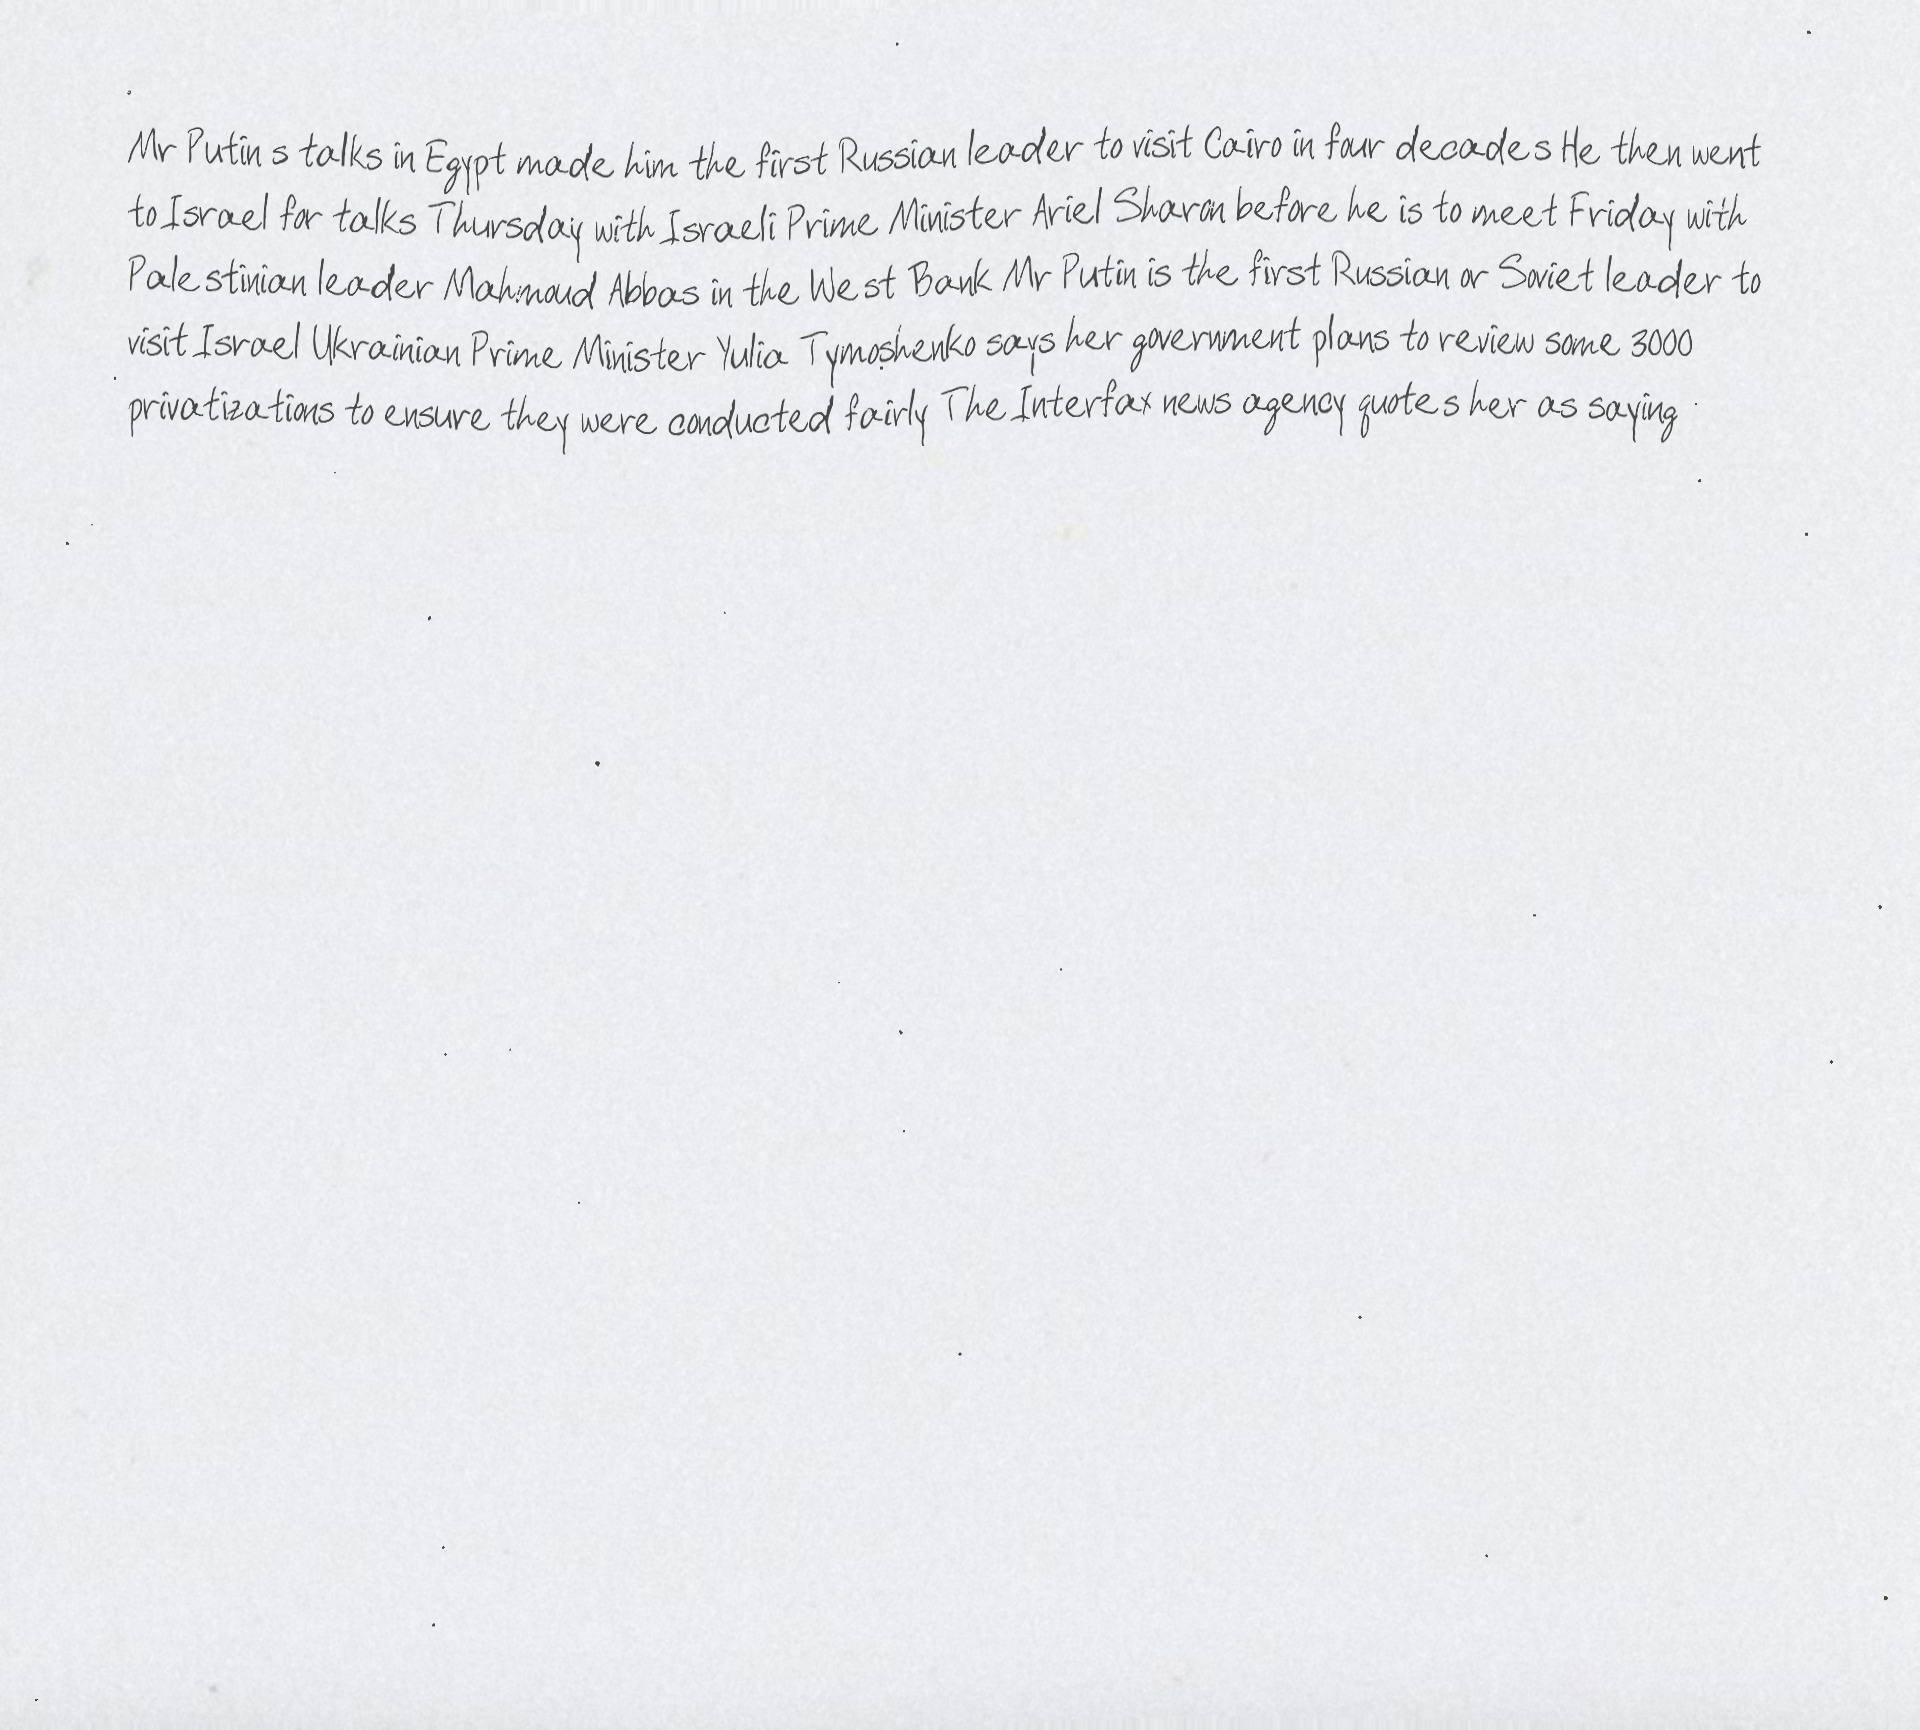 Mr Putin s talks in Egypt made him the first Russian leader to visit Cairo in four decades He then went
to Israel for talks Thursday with Israeli Prime Minister Ariel Sharon before he is to meet Friday with
Palestinian leader Mahmoud Abbas in the West Bank Mr Putin is the first Russian or Soviet leader to
visit Israel Ukrainian Prime Minister Yulia Tymoshenko says her government plans to review some 3000
privatizations to ensure they were conducted fairly The Interfax news agency quotes her as saying